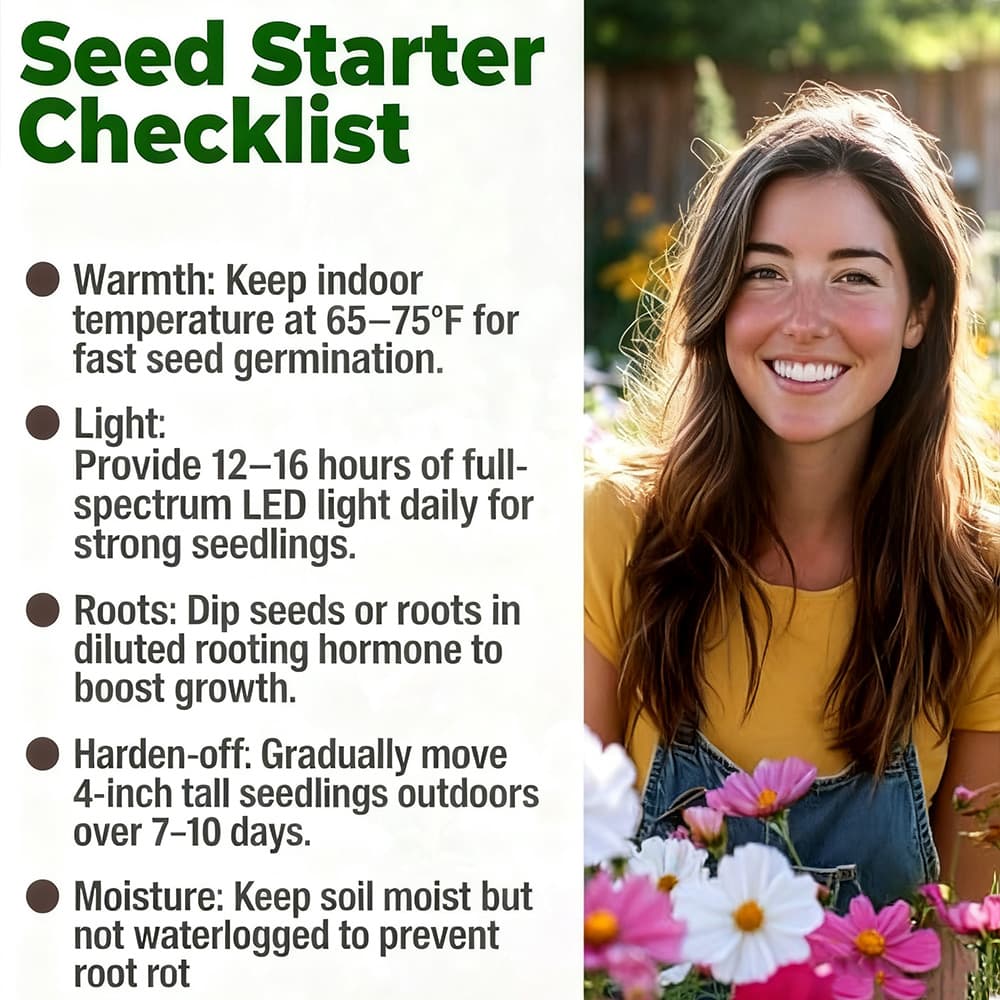 Seed Starter
Checklist
● Warmth: Keep indoor
temperature at 65–75°F for
fast seed germination.
● Light:
Provide 12–16 hours of full-
spectrum LED light daily for
strong seedlings.
● Roots: Dip seeds or roots in
diluted rooting hormone to
boost growth.
● Harden-off: Gradually move
4-inch tall seedlings outdoors
over 7–10 days.
● Moisture: Keep soil moist but
not waterlogged to prevent
root rot